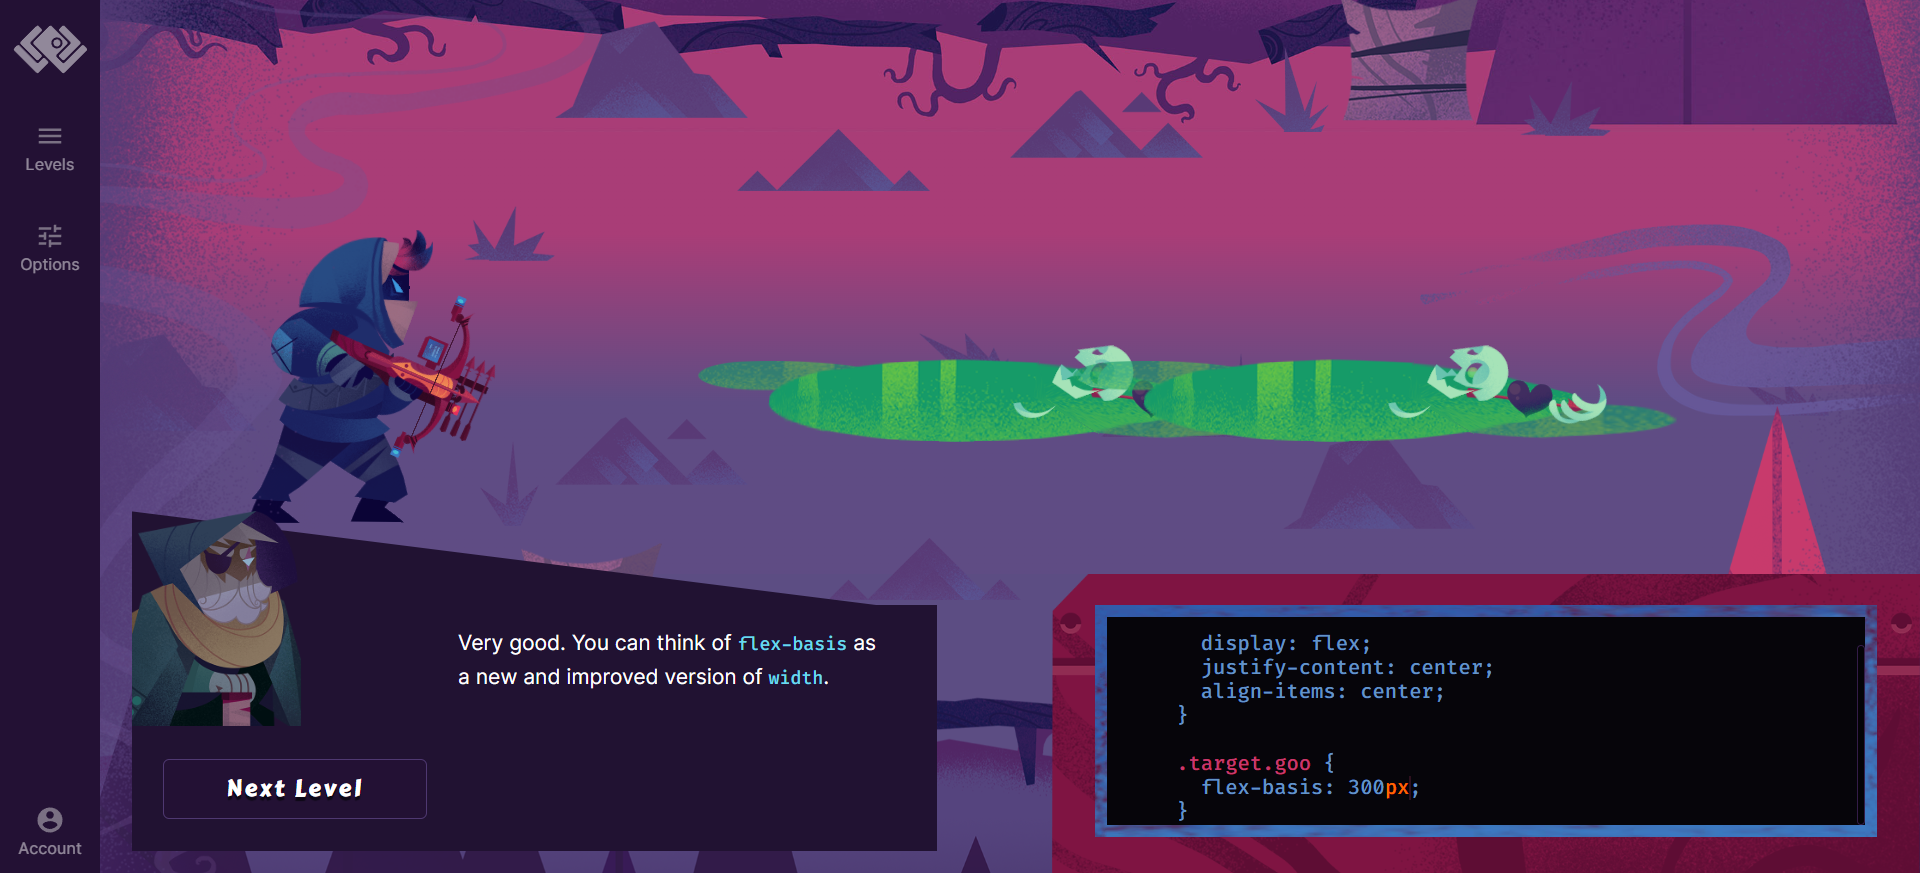 Levels
Options
Account
Very good. You can think of flex-basis as
a new and improved version of width.
Next Level
display: flex;
justify-content: center;
align-items: center;
}
.target.goo {
flex-basis: 300px;
}